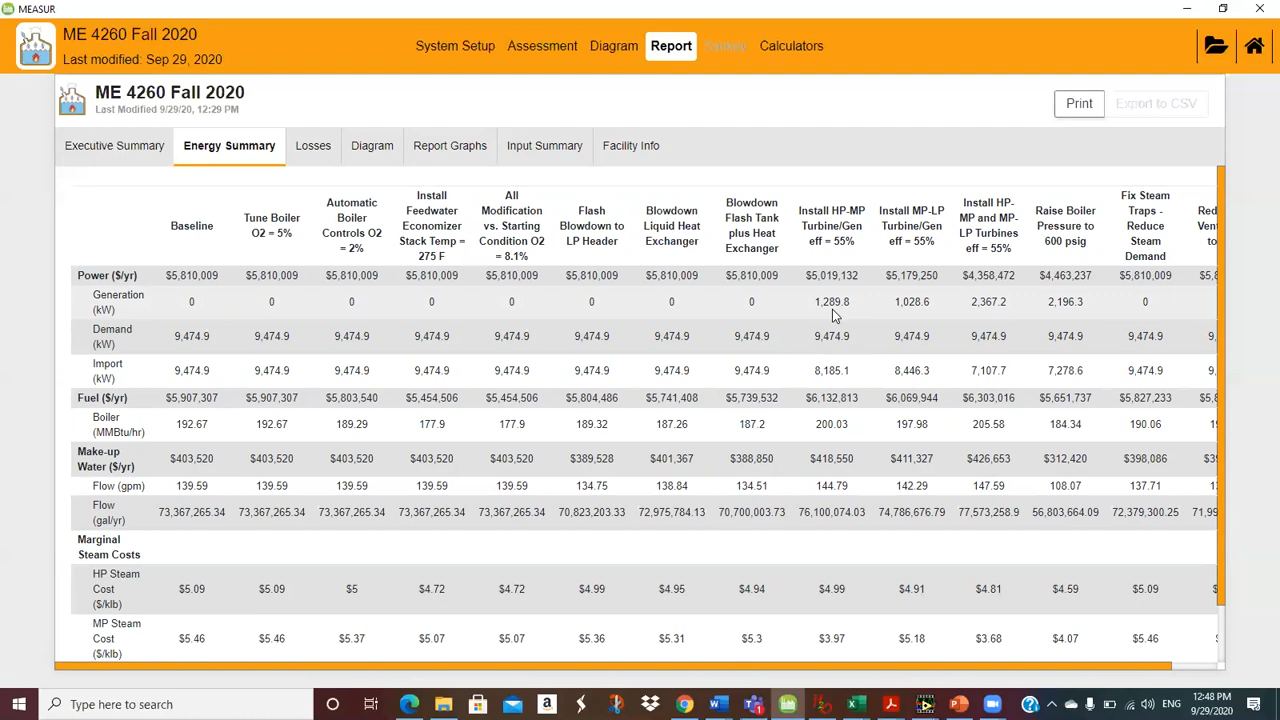 MEASUR
ME 4260 Fall 2020
Last modified: Sep 29, 2020
System Setup Assessment Diagram Report Sankey Calculators
ME 4260 Fall 2020
Last Modified 9/29/20, 12:29 PM
Print Export to CSV
Executive Summary Energy Summary Losses Diagram Report Graphs Input Summary Facility Info
Baseline
Tune Boiler
O2 = 5%
Automatic
Boiler
Controls O2
= 2%
Install
Feedwater
Economizer
Stack Temp =
275 F
All
Modification
vs. Starting
Condition O2
= 8.1%
Flash
Blowdown to
LP Header
Blowdown
Liquid Heat
Exchanger
Blowdown
Flash Tank
plus Heat
Exchanger
Install HP-MP
Turbine/Gen
eff = 55%
Install MP-LP
Turbine/Gen
eff = 55%
Install HP-
MP and MP-
LP Turbines
eff = 55%
Raise Boiler
Pressure to
600 psig
Fix Steam
Traps -
Reduce
Steam
Demand
Power ($/yr) $5,810,009 $5,810,009 $5,810,009 $5,810,009 $5,810,009 $5,810,009 $5,810,009 $5,810,009 $5,019,132 $5,179,250 $4,358,472 $4,463,237 $5,810,009
Generation
(kW) 0 0 0 0 0 0 0 0 1,289.8 1,028.6 2,367.2 2,196.3 0
Demand
(kW) 9,474.9 9,474.9 9,474.9 9,474.9 9,474.9 9,474.9 9,474.9 9,474.9 9,474.9 9,474.9 9,474.9 9,474.9 9,474.9
Import
(kW) 9,474.9 9,474.9 9,474.9 9,474.9 9,474.9 9,474.9 9,474.9 9,474.9 8,185.1 8,446.3 7,107.7 7,278.6 9,474.9
Fuel ($/yr) $5,907,307 $5,907,307 $5,803,540 $5,454,506 $5,454,506 $5,804,486 $5,741,408 $5,739,532 $6,132,813 $6,069,944 $6,303,016 $5,651,737 $5,827,233
Boiler
(MMBtu/hr) 192.67 192.67 189.29 177.9 177.9 189.32 187.26 187.2 200.03 197.98 205.58 184.34 190.06
Make-up
Water ($/yr) $403,520 $403,520 $403,520 $403,520 $403,520 $389,528 $401,367 $388,850 $418,550 $411,327 $426,653 $312,420 $398,086
Flow (gpm) 139.59 139.59 139.59 139.59 139.59 134.75 138.84 134.51 144.79 142.29 147.59 108.07 137.71
Flow
(gal/yr) 73,367,265.34 73,367,265.34 73,367,265.34 73,367,265.34 73,367,265.34 70,823,203.33 72,975,784.13 70,700,003.73 76,100,074.03 74,786,676.79 77,573,258.9 56,803,664.09 72,379,300.25
Marginal
Steam Costs
HP Steam
Cost
($/klb) $5.09 $5.09 $5 $4.72 $4.72 $4.99 $4.95 $4.94 $4.99 $4.91 $4.81 $4.59 $5.09
MP Steam
Cost
($/klb) $5.46 $5.46 $5.37 $5.07 $5.07 $5.36 $5.31 $5.3 $3.97 $5.18 $3.68 $4.07 $5.46
Type here to search
ENG
12:48 PM
9/29/2020